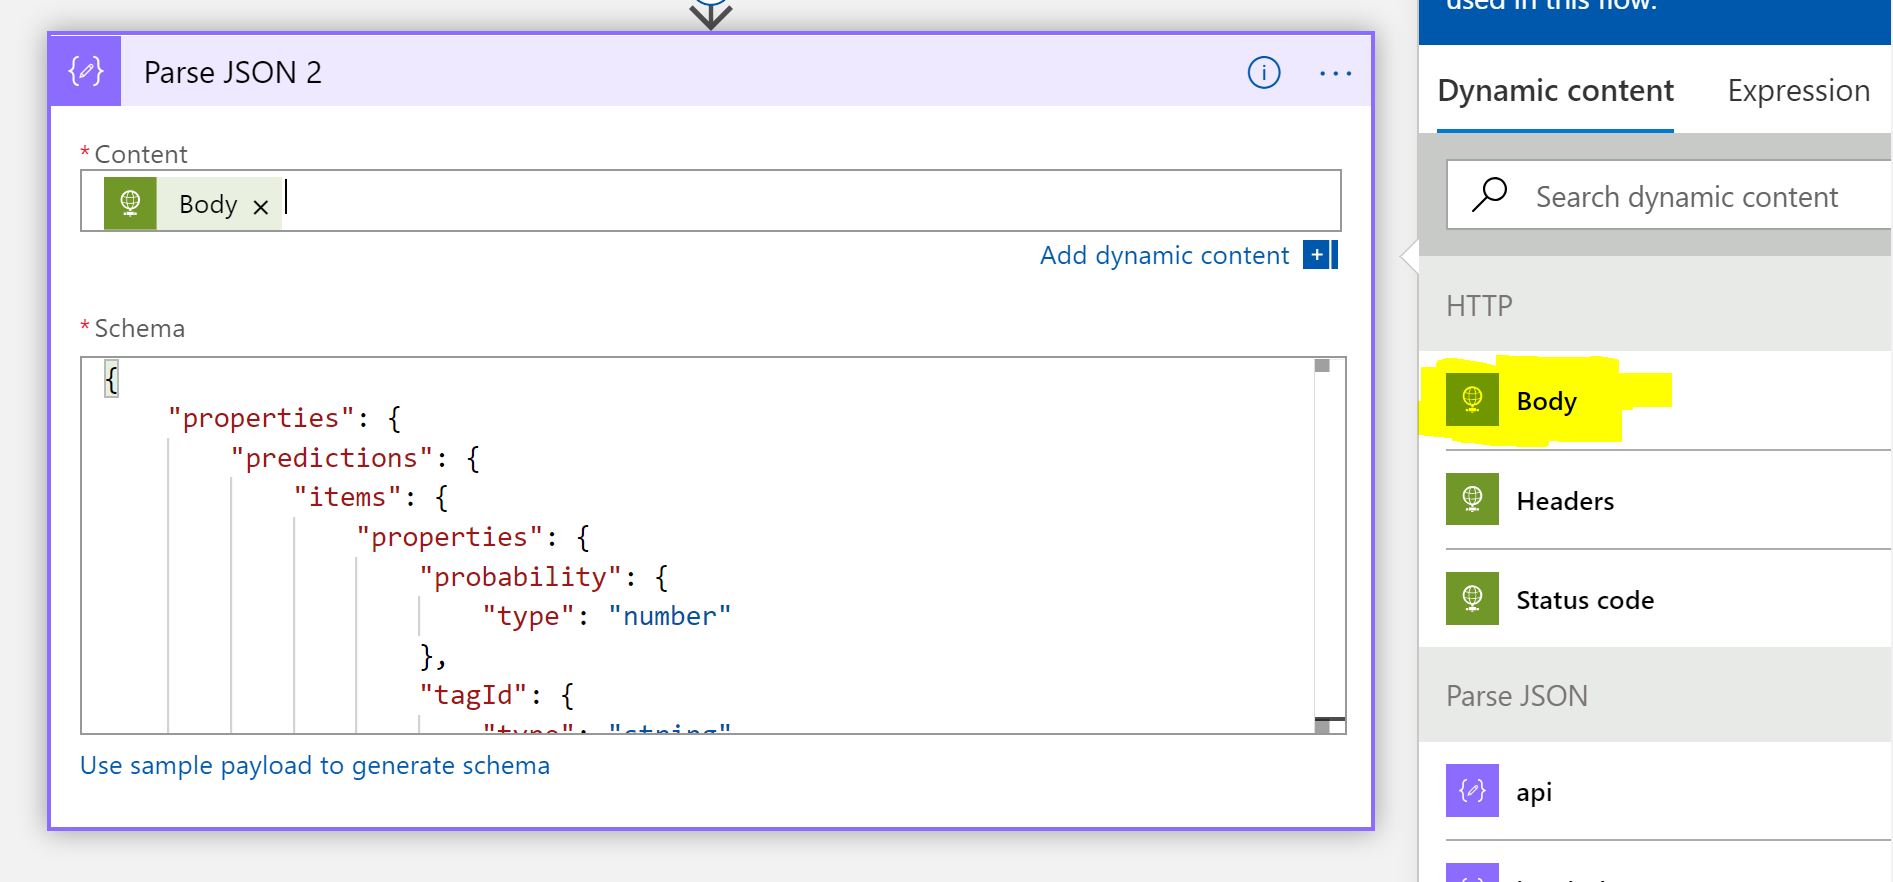 used in this flow.
Parse JSON 2
Dynamic content
Expression
* Content
Body ×
Add dynamic content
Search dynamic content
HTTP
* Schema
{
"properties": {
"predictions": {
"items": {
"properties": {
"probability": {
"type": "number"
},
"tagId": {
"type": "string"
Use sample payload to generate schema
Body
Headers
Status code
Parse JSON
api